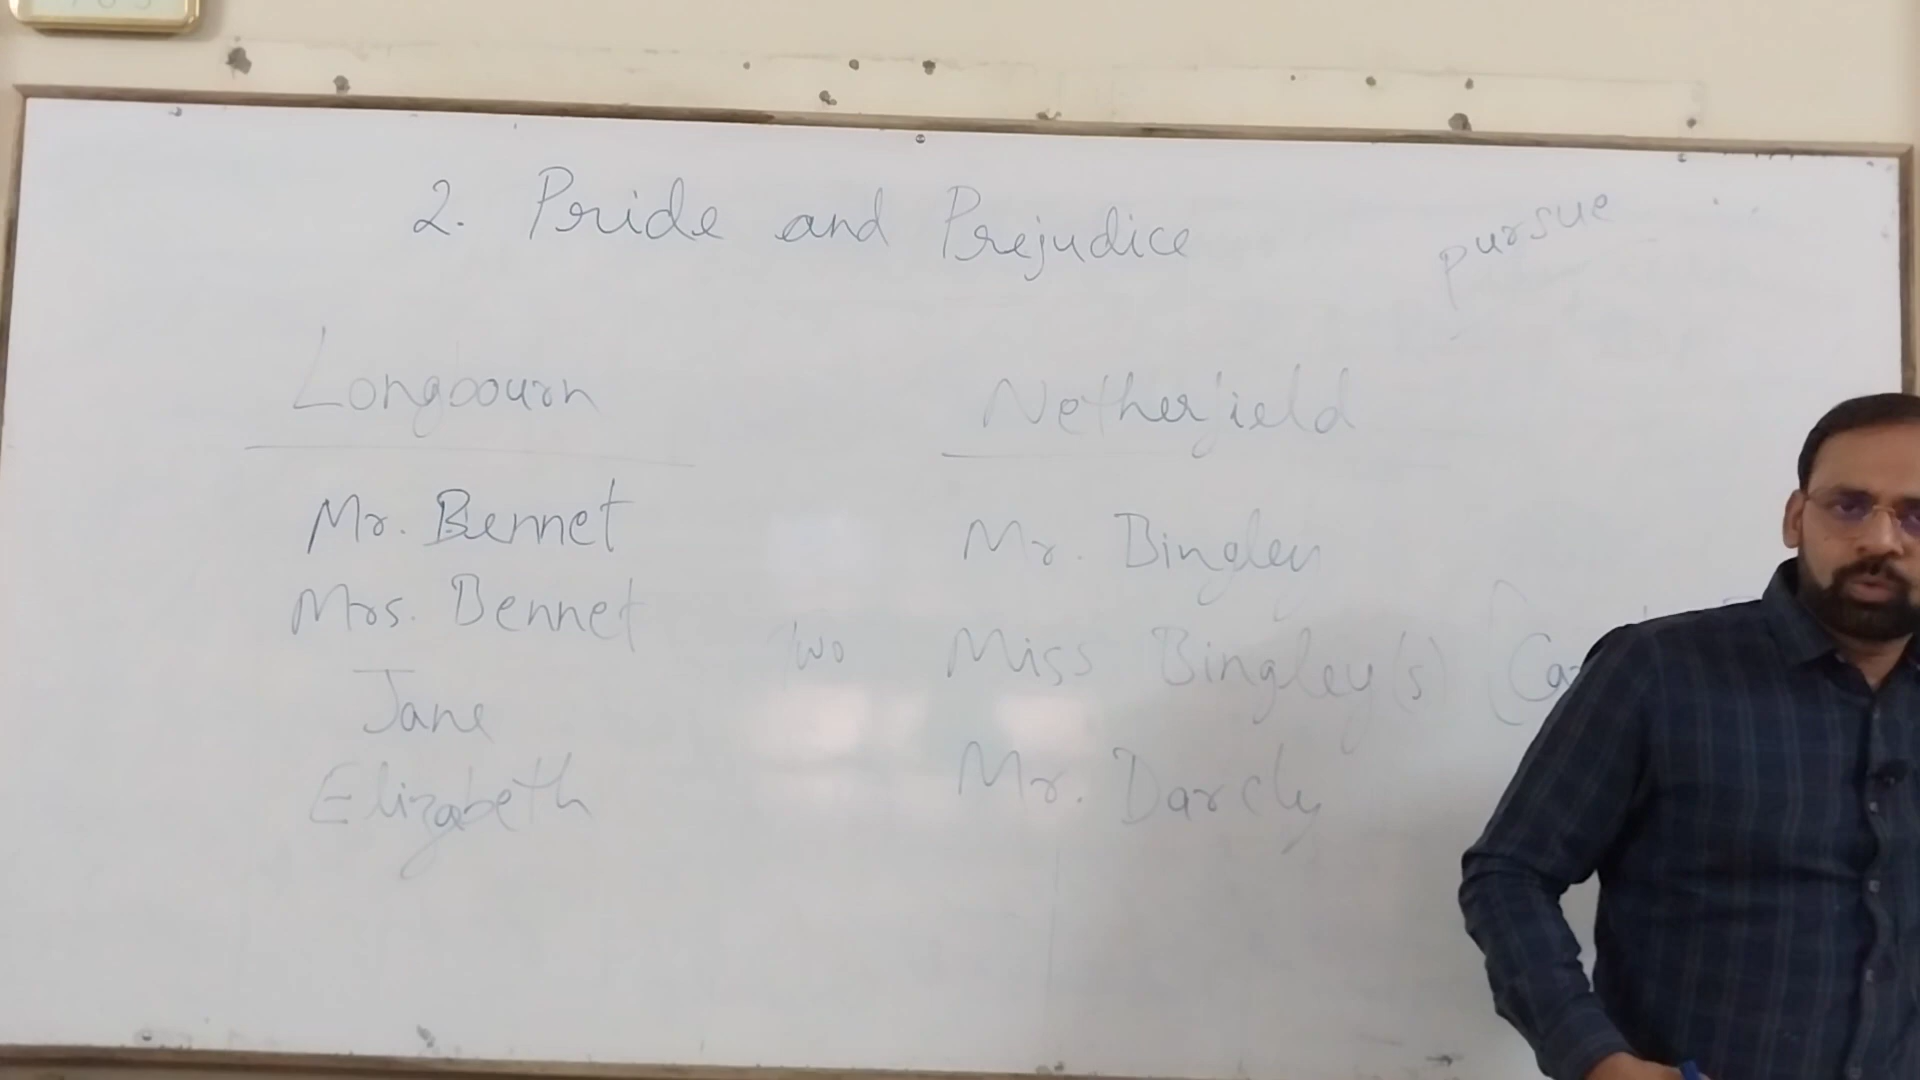 2. Pride and Prejudice
pursue
Longbourn
Netherfield
Mr. Bennet
Mr. Bingley
Mrs. Bennet
Two Miss Bingley(s)
Jane
Mr. Darcy
Elizabeth